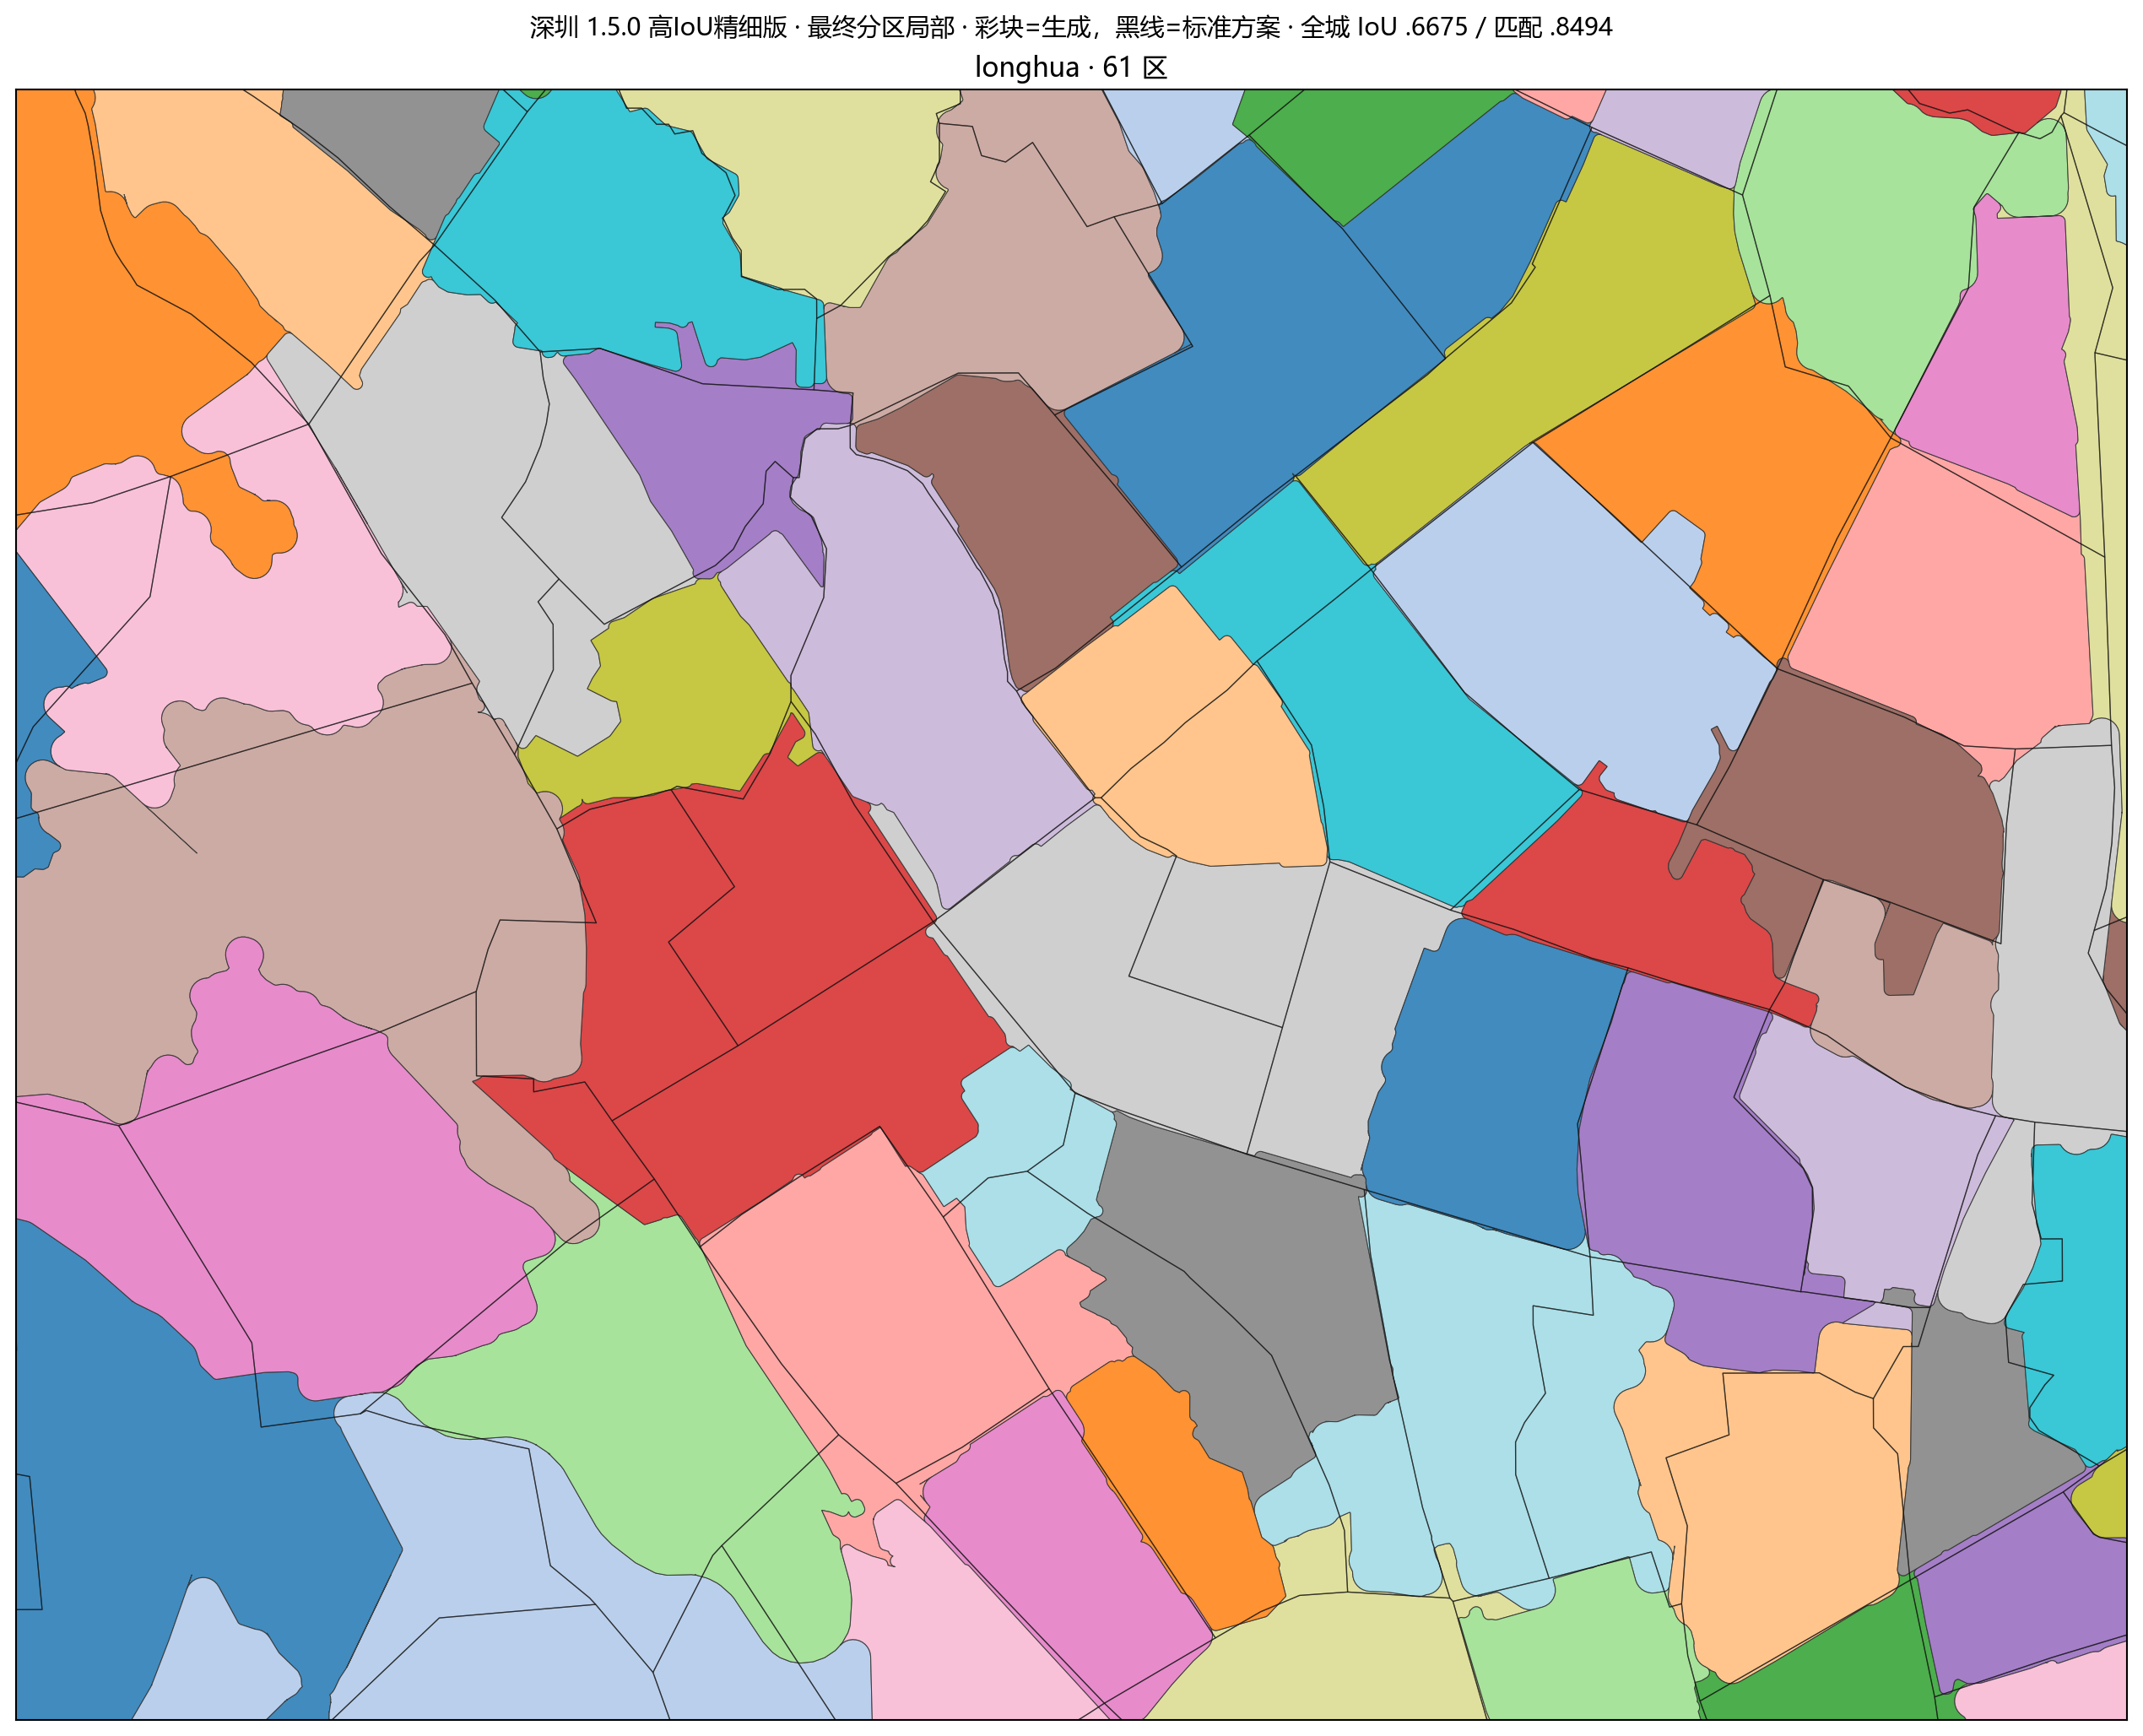 深圳 1.5.0 高IoU精细版 · 最终分区局部 · 彩块=生成，黑线=标准方案 · 全城 IoU .6675 / 匹配 .8494
longhua · 61 区